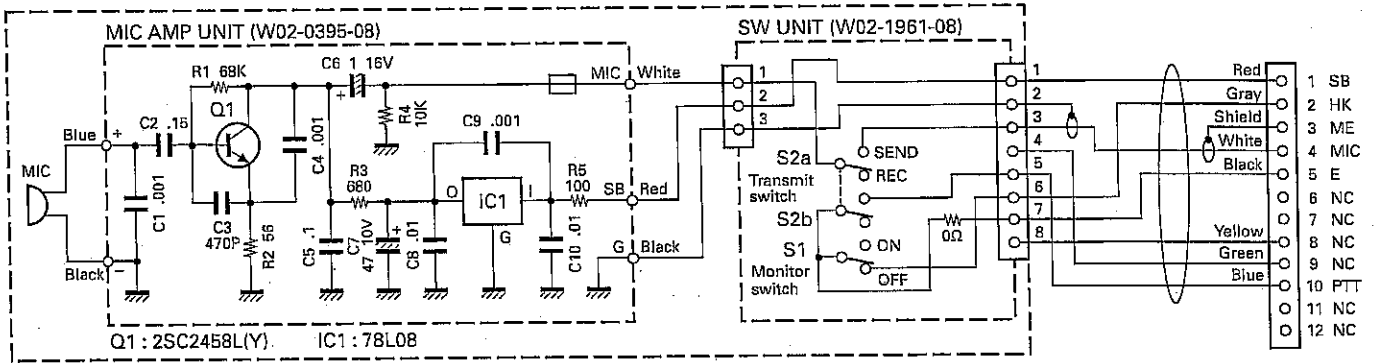 MIC AMP UNIT (W02-0395-08)
SW UNIT (W02-1961-08)
C6 1 16V
MIC
White
R1 68K
Q1
R4
10K
C4 .001
C9 .001
Blue
+
C2 .15
MIC
C1 .001
C3
470P
R2 56
Black
−
+
R3
680
O
IC1
I
G
R5
100
SB
Red
C5 .1
C7
47 10V
+
C8 .01
C10 .01
G
Black
Q1 : 2SC2458L(Y)
IC1 : 78L08
1
2
3
S2a
Transmit
switch
SEND
REC
S2b
0Ω
S1
Monitor
switch
ON
OFF
1
2
3
4
5
6
7
8
Red
1 SB
Gray
2 HK
Shield
3 ME
White
4 MIC
Black
5 E
6 NC
7 NC
Yellow
8 NC
Green
9 NC
Blue
10 PTT
11 NC
12 NC